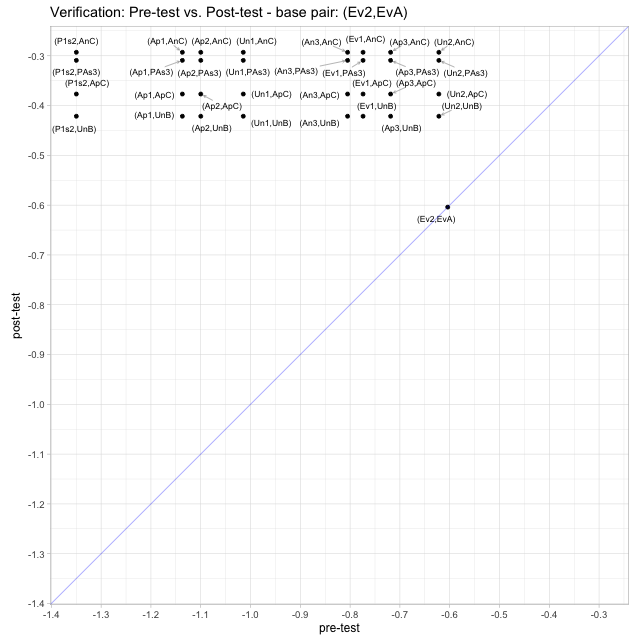 Verification: Pre-test vs. Post-test - base pair: (Ev2,EvA)
(P1s2,AnC) (Ap1,AnC) (Ap2,AnC) (Un1,AnC) (An3,AnC) (Ev1,AnC) (Ap3,AnC) (Un2,AnC)
-0.3
(P1s2,PAs3) (Ap1,PAs3) (Ap2,PAs3) (Un1,PAs3) (An3,PAs3) (Ev1,PAs3) (Ap3,PAs3) (Un2,PAs3)
(P1s2,ApC) (Ev1,ApC) (Ap3,ApC)
(Ap1,ApC) (Un1,ApC) (An3,ApC) (Un2,ApC)
-0.4
(Ap2,ApC) (Ev1,UnB) (Un2,UnB)
(Ap1,UnB) (Un1,UnB) (An3,UnB)
(P1s2,UnB) (Ap2,UnB) (Ap3,UnB)
-0.5
-0.6
(Ev2,EvA)
-0.7
-0.8
post-test
-0.9
-1.0
-1.1
-1.2
-1.3
-1.4
-1.4 -1.3 -1.2 -1.1 -1.0 -0.9 -0.8 -0.7 -0.6 -0.5 -0.4 -0.3
pre-test